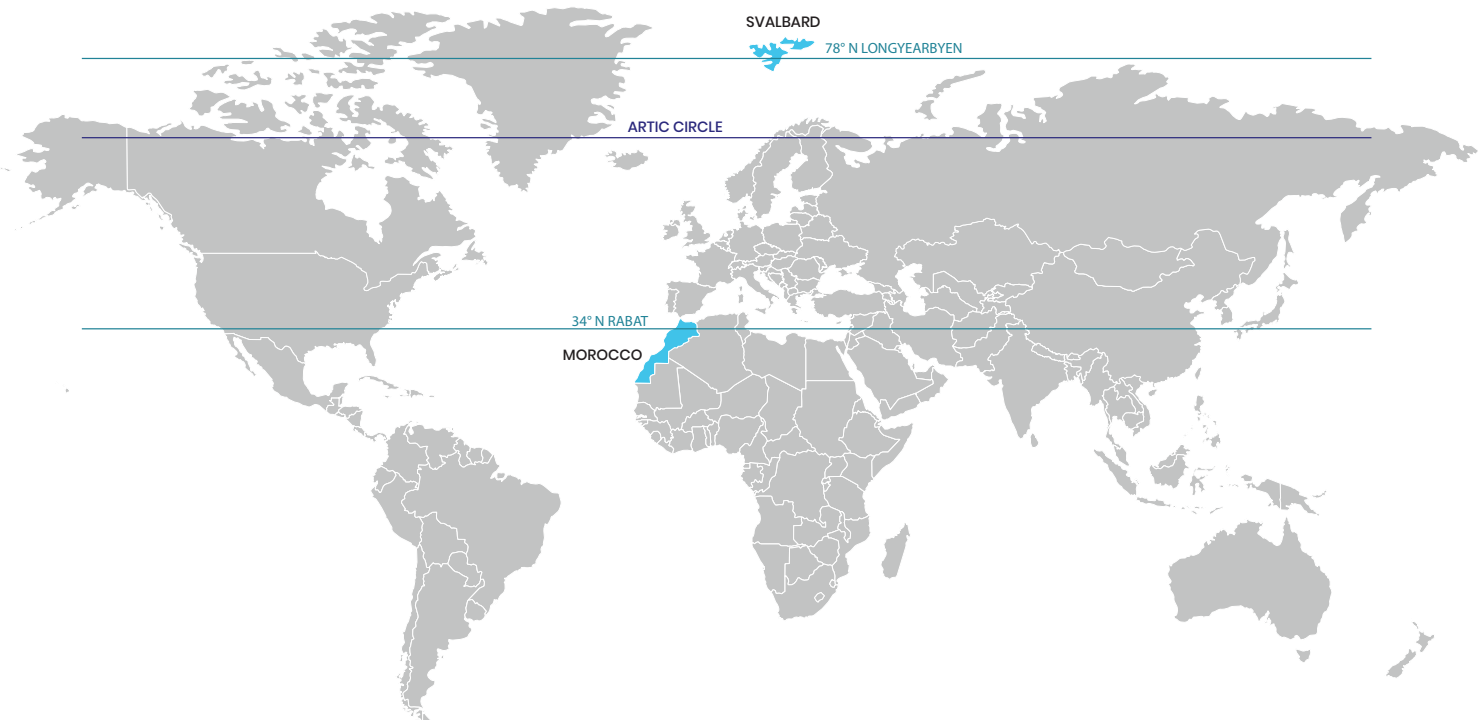 SVALBARD
78° N LONGYEARBYEN
ARTIC CIRCLE
34° N RABAT
MOROCCO